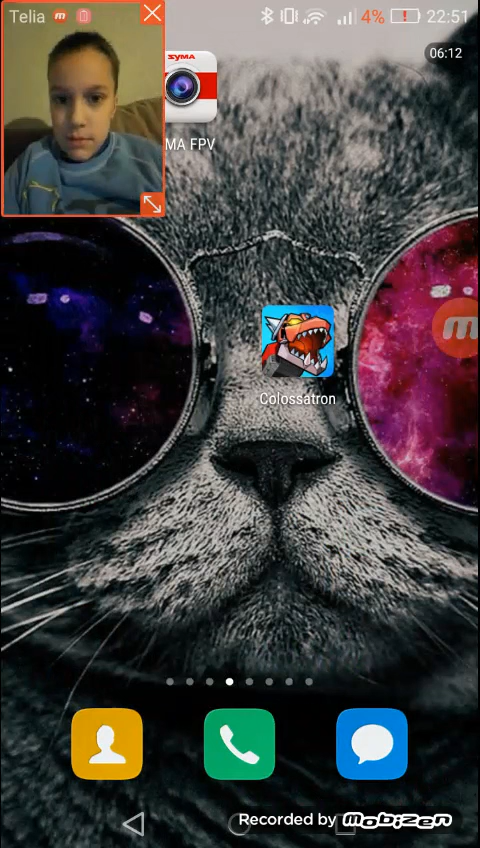 Telia
4%
22:51
06:12
SYMA
MA FPV
Colossatron
Recorded by Mobizen